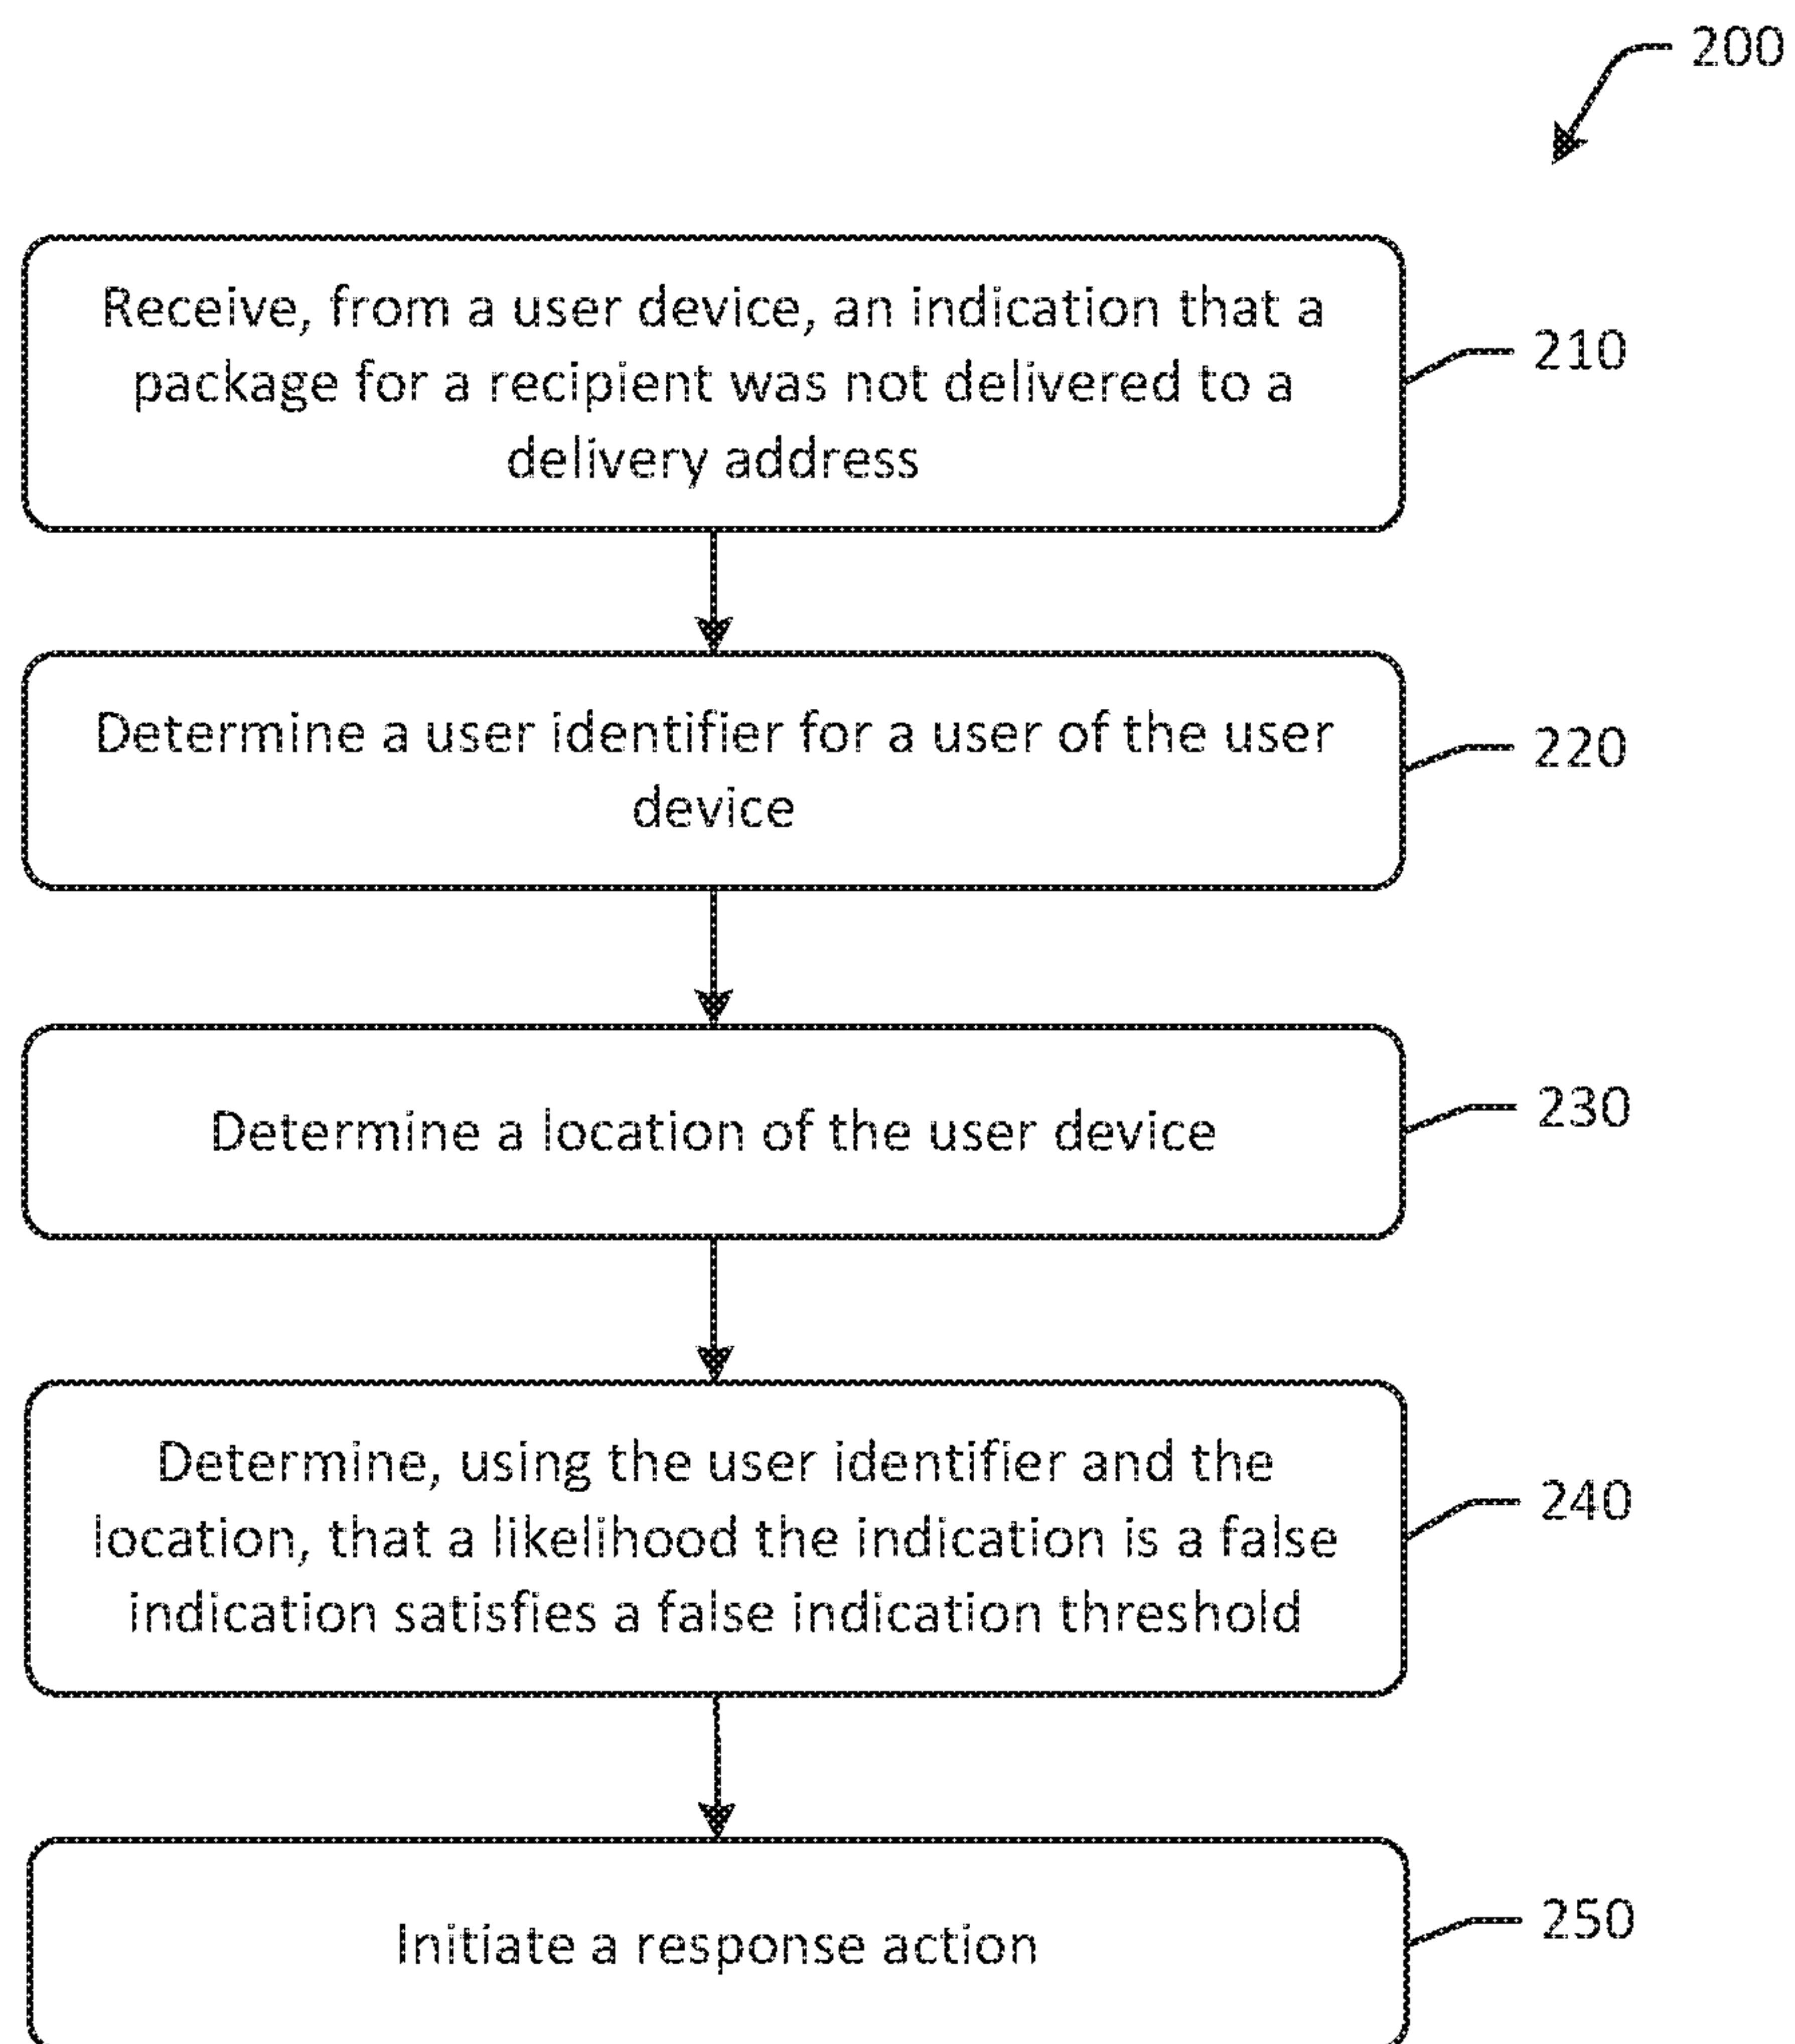 200
Receive, from a user device, an indication that a
package for a recipient was not delivered to a
delivery address
210
Determine a user identifier for a user of the user
device
220
Determine a location of the user device
230
Determine, using the user identifier and the
location, that a likelihood the indication is a false
indication satisfies a false indication threshold
240
Initiate a response action
250